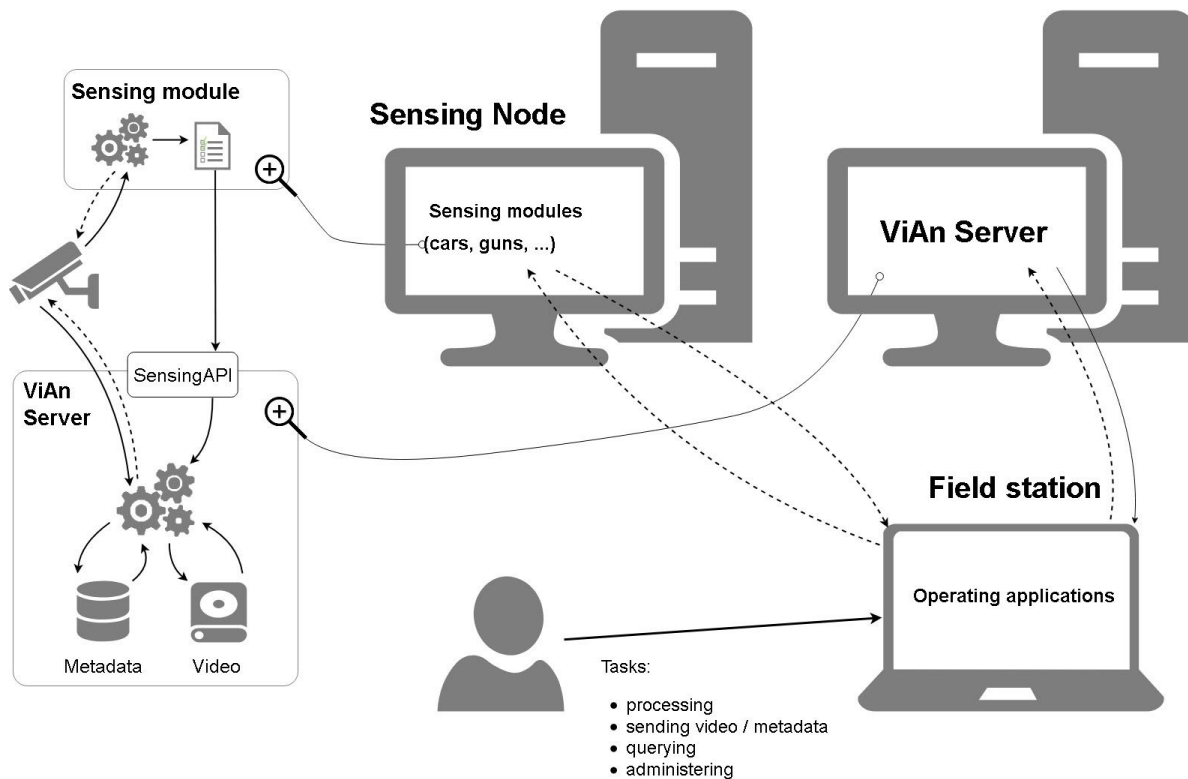 Sensing module
Sensing Node
Sensing modules
(cars, guns, ...)
ViAn Server
SensingAPI
ViAn
Server
Metadata
Video
Field station
Operating applications
Tasks:
• processing
• sending video / metadata
• querying
• administering